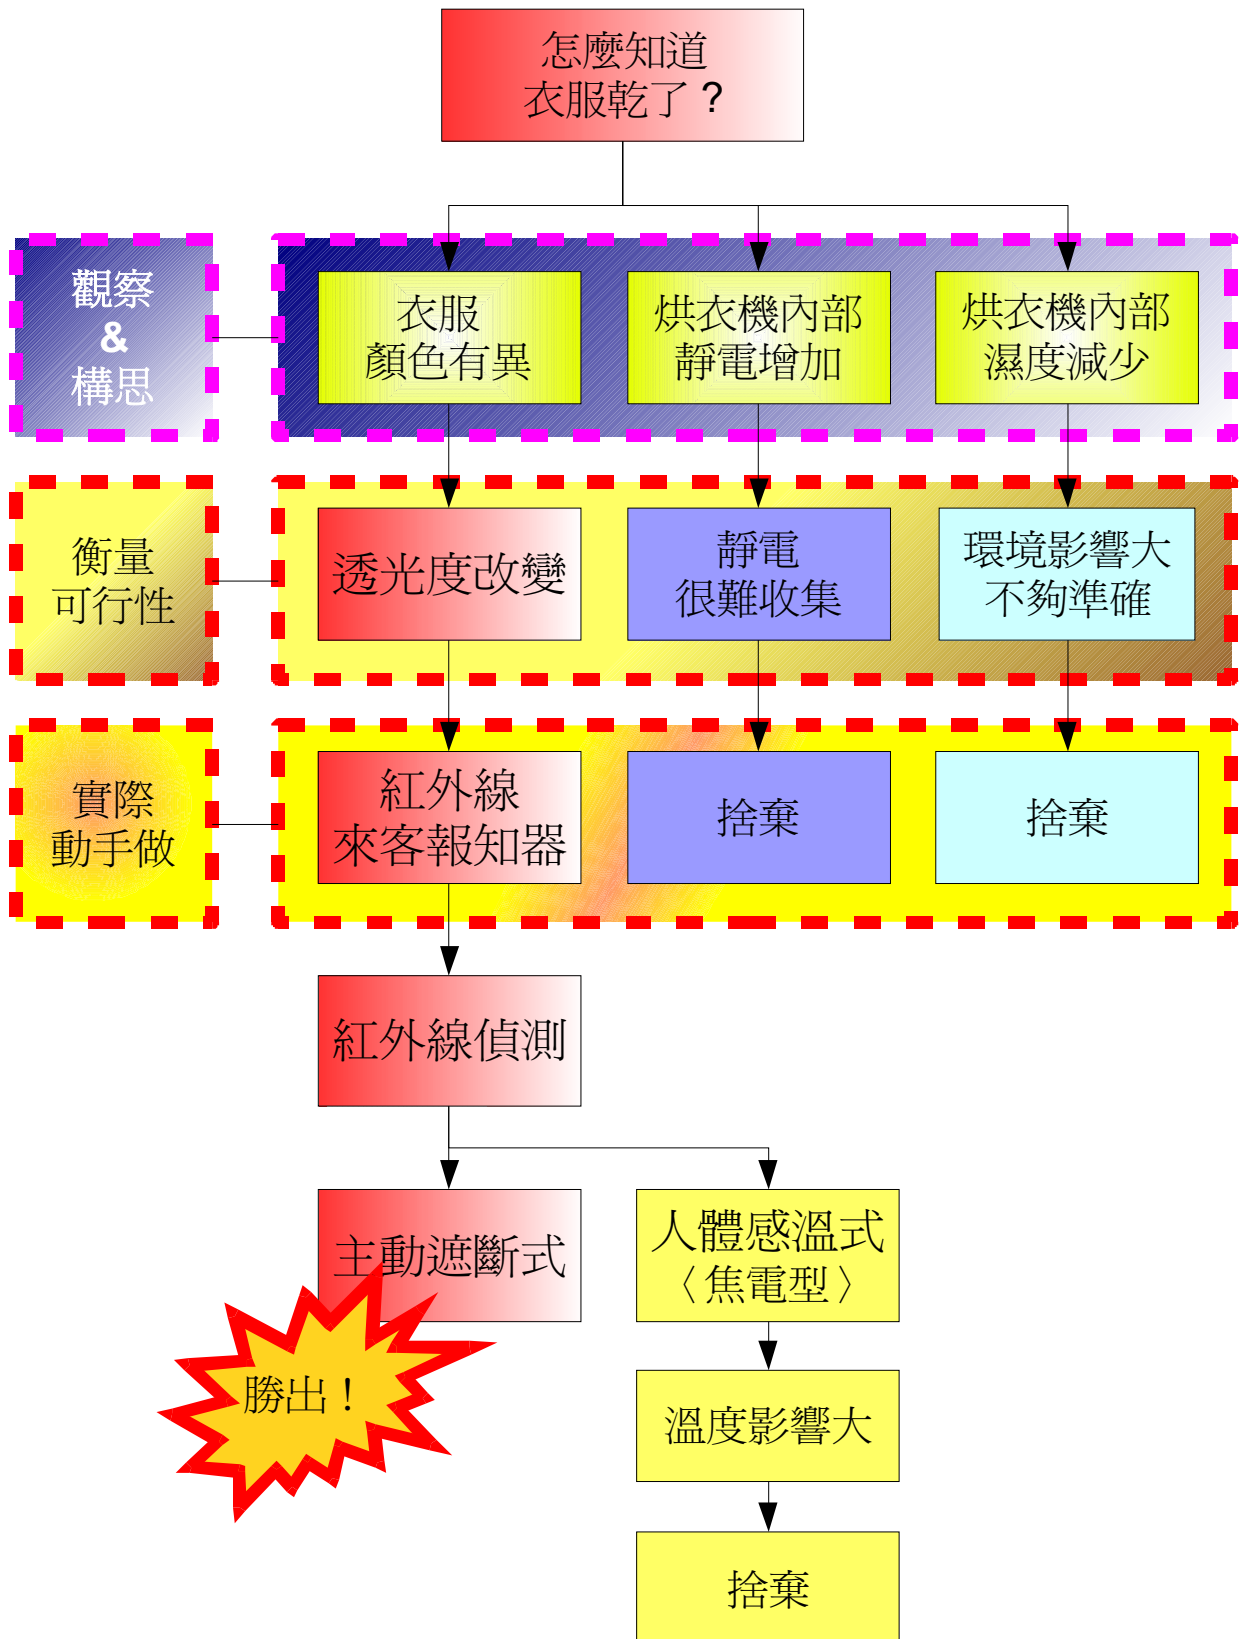 怎麼知道
衣服乾了?
觀察
&
構思
衣服
顏色有異
烘衣機內部
靜電增加
烘衣機內部
濕度減少
衡量
可行性
透光度改變
靜電
很難收集
環境影響大
不夠準確
實際
動手做
紅外線
來客報知器
捨棄
捨棄
紅外線偵測
主動遮斷式
人體感溫式
〈焦電型〉
勝出!
溫度影響大
捨棄